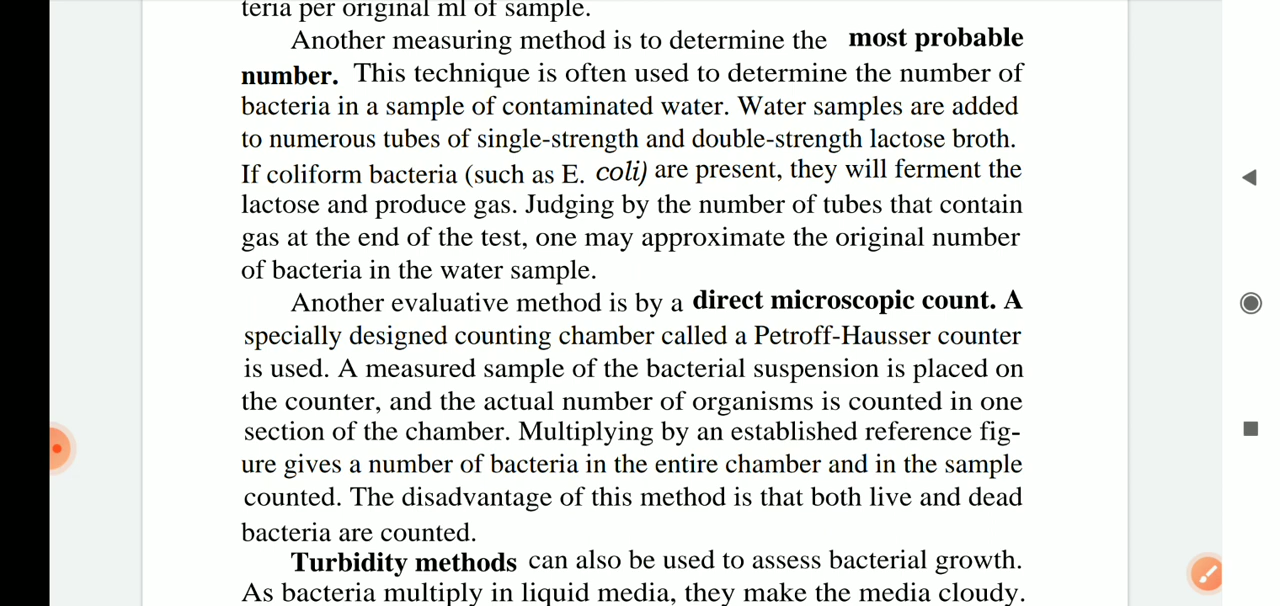 teria per original ml of sample.
Another measuring method is to determine the most probable
number. This technique is often used to determine the number of
bacteria in a sample of contaminated water. Water samples are added
to numerous tubes of single-strength and double-strength lactose broth.
If coliform bacteria (such as E. coli) are present, they will ferment the
lactose and produce gas. Judging by the number of tubes that contain
gas at the end of the test, one may approximate the original number
of bacteria in the water sample.
Another evaluative method is by a direct microscopic count. A
specially designed counting chamber called a Petroff-Hausser counter
is used. A measured sample of the bacterial suspension is placed on
the counter, and the actual number of organisms is counted in one
section of the chamber. Multiplying by an established reference fig-
ure gives a number of bacteria in the entire chamber and in the sample
counted. The disadvantage of this method is that both live and dead
bacteria are counted.
Turbidity methods can also be used to assess bacterial growth.
As bacteria multiply in liquid media, they make the media cloudy.